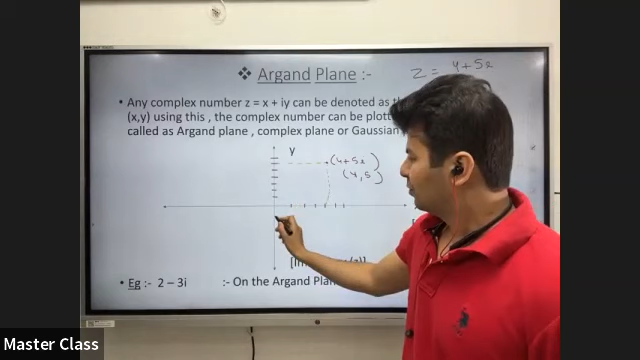 ❖ Argand Plane :-
z = 4+5i
• Any complex number z = x + iy can be denoted as the
(x,y) using this , the complex number can be plott
called as Argand plane , complex plane or Gaussian
y
(4+5i)
(4,5)
• Eg :- 2 – 3i :- On the Argand Plan
Master Class